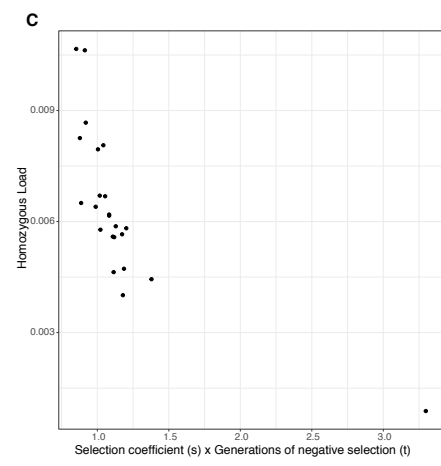 C
Homozygous Load
0.009
0.006
0.003
1.0 1.5 2.0 2.5 3.0
Selection coefficient (s) x Generations of negative selection (t)